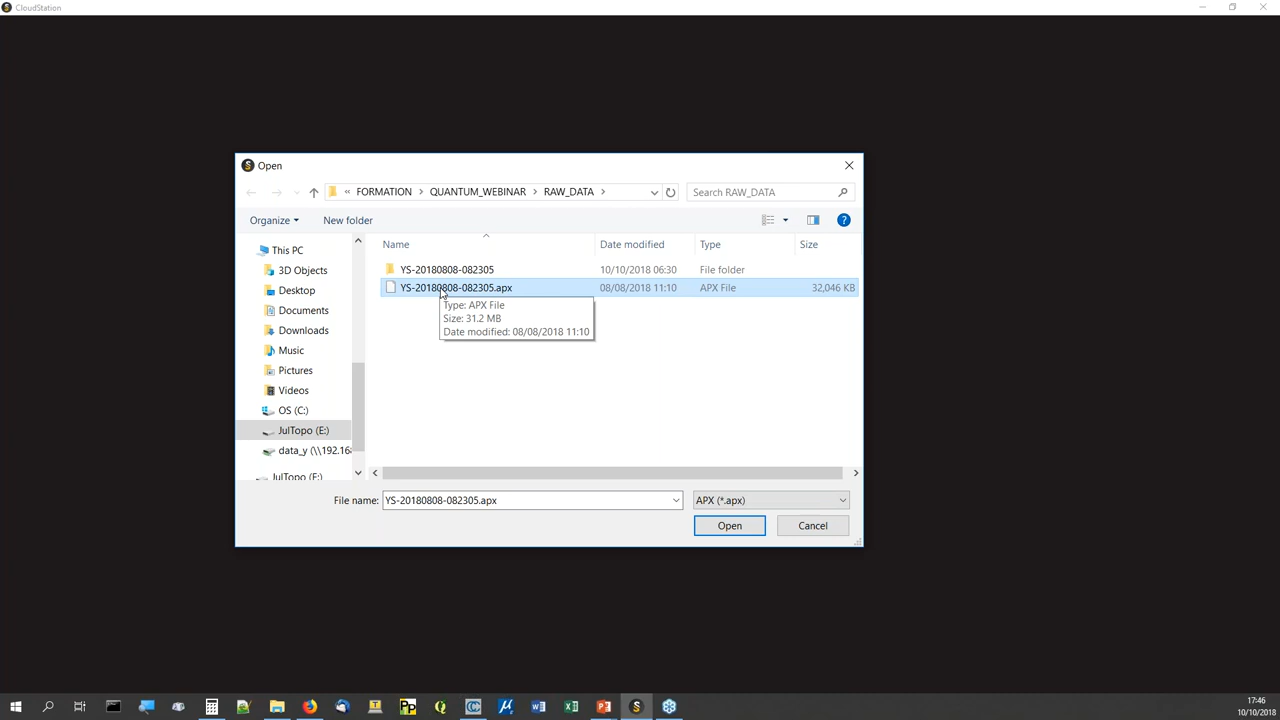 CloudStation
Open
« FORMATION > QUANTUM_WEBINAR > RAW_DATA >
Search RAW_DATA
Organize
New folder
Name
Date modified
Type
Size
This PC
3D Objects
Desktop
Documents
Downloads
Music
Pictures
Videos
OS (C:)
JulTopo (E:)
data_y (\\192.16
JulTopo (E:)
YS-20180808-082305 10/10/2018 06:30 File folder
YS-20180808-082305.apx 08/08/2018 11:10 APX File 32,046 KB
Type: APX File
Size: 31.2 MB
Date modified: 08/08/2018 11:10
File name: YS-20180808-082305.apx
APX (*.apx)
Open
Cancel
17:46
10/10/2018